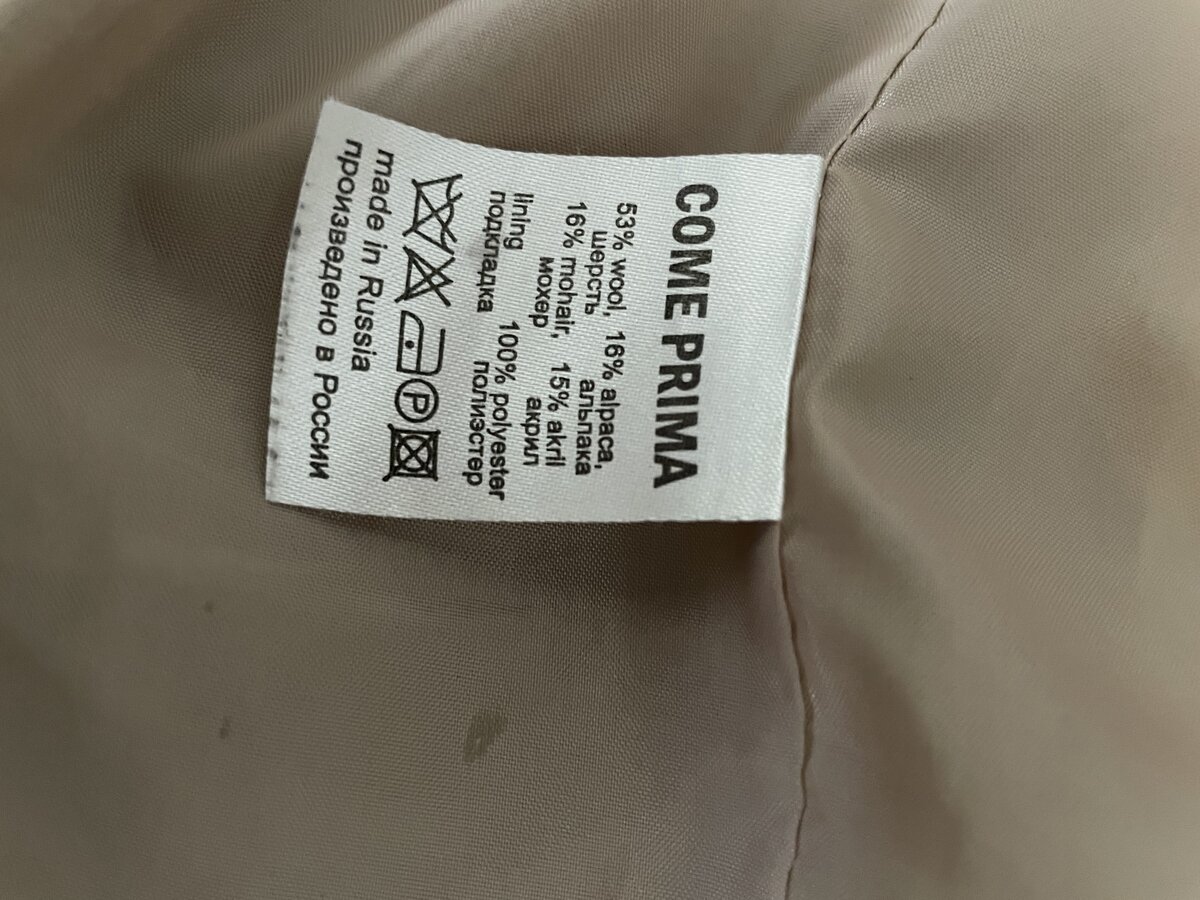 COME PRIMA
53% wool, 16% alpaca,
шерсть альпака
16% mohair, 15% akril
мохер акрил
lining 100% polyester
подкладка полиэстер
P
made in Russia
произведено в России